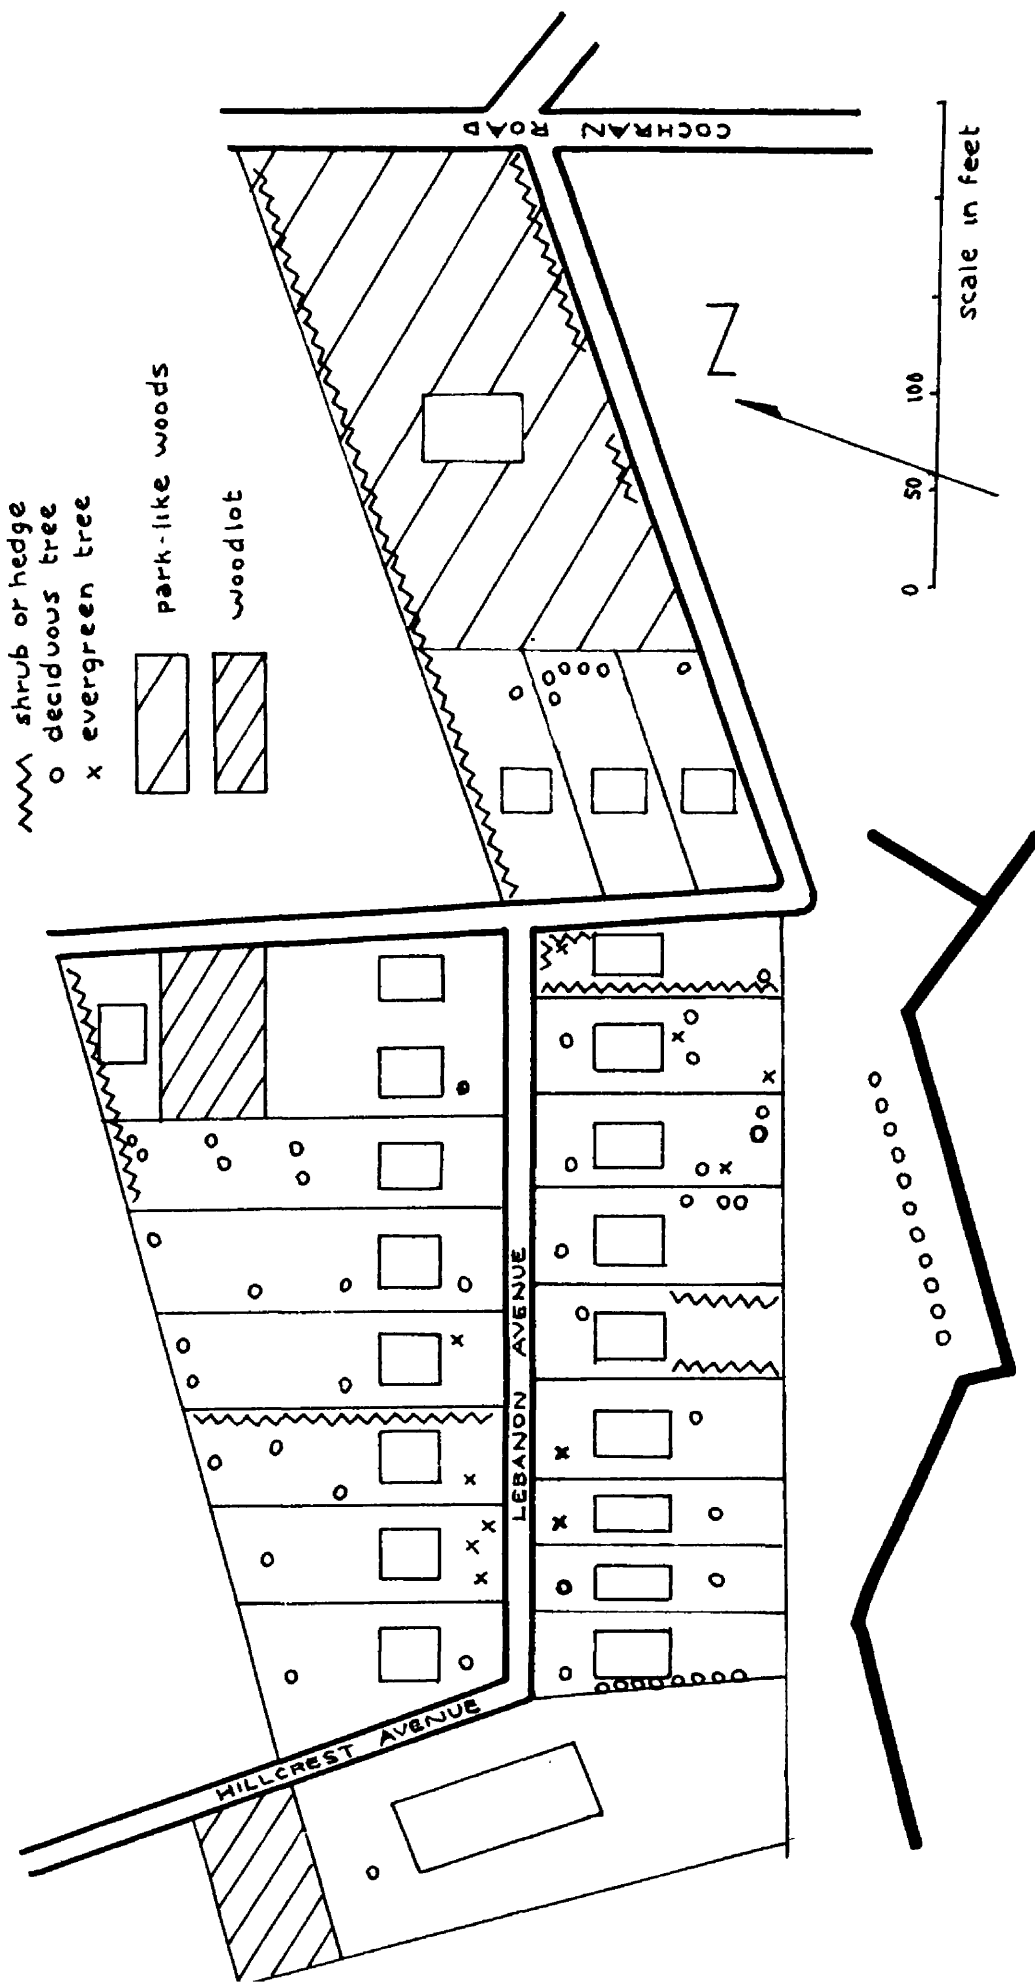 shrub or hedge
deciduous tree
evergreen tree
park-like woods
woodlot
COCHRAN ROAD
N
0 50 100
scale in feet
LEBANON AVENUE
HILLCREST AVENUE